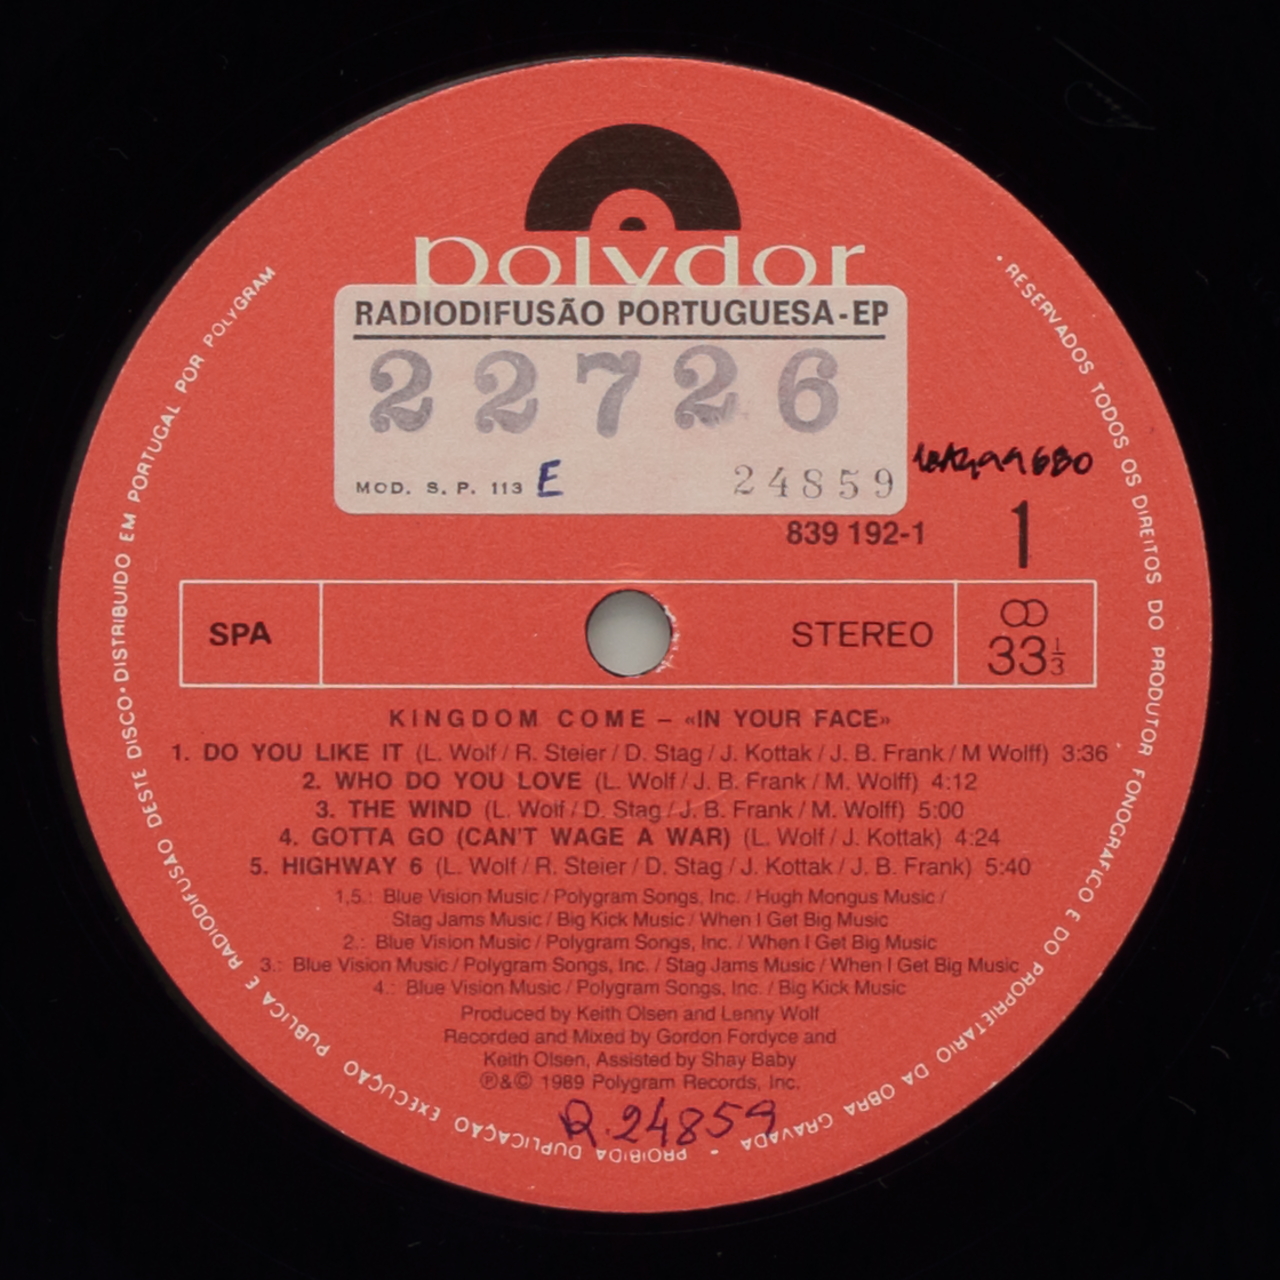 polydor
RADIODIFUSÃO PORTUGUESA-EP
22726
MOD. S. P. 113 E 24859
839 192-1
1
SPA
STEREO
33 1/3
KINGDOM COME – «IN YOUR FACE»
1. DO YOU LIKE IT (L. Wolf / R. Steier / D. Stag / J. Kottak / J. B. Frank / M Wolff) 3:36
2. WHO DO YOU LOVE (L. Wolf / J. B. Frank / M. Wolff) 4:12
3. THE WIND (L. Wolf / D. Stag / J. B. Frank / M. Wolff) 5:00
4. GOTTA GO (CAN'T WAGE A WAR) (L. Wolf / J. Kottak) 4:24
5. HIGHWAY 6 (L. Wolf / R. Steier / D. Stag / J. Kottak / J. B. Frank) 5:40
1,5.: Blue Vision Music / Polygram Songs, Inc. / Hugh Mongus Music /
Stag Jams Music / Big Kick Music / When I Get Big Music
2.: Blue Vision Music / Polygram Songs, Inc. / When I Get Big Music
3.: Blue Vision Music / Polygram Songs, Inc. / Stag Jams Music / When I Get Big Music
4.: Blue Vision Music / Polygram Songs, Inc. / Big Kick Music
Produced by Keith Olsen and Lenny Wolf
Recorded and Mixed by Gordon Fordyce and
Keith Olsen, Assisted by Shay Baby
℗&© 1989 Polygram Records, Inc.
R.24859
• RESERVADOS TODOS OS DIREITOS DO PRODUTOR FONOGRAFICO E DO PROPRIETARIO DA OBRA GRAVADA - PROIBIDA DUPLICAÇAO EXECUÇAO PUBLICA E RADIODIFUSAO DESTE DISCO • DISTRIBUIDO EM PORTUGAL POR POLYGRAM